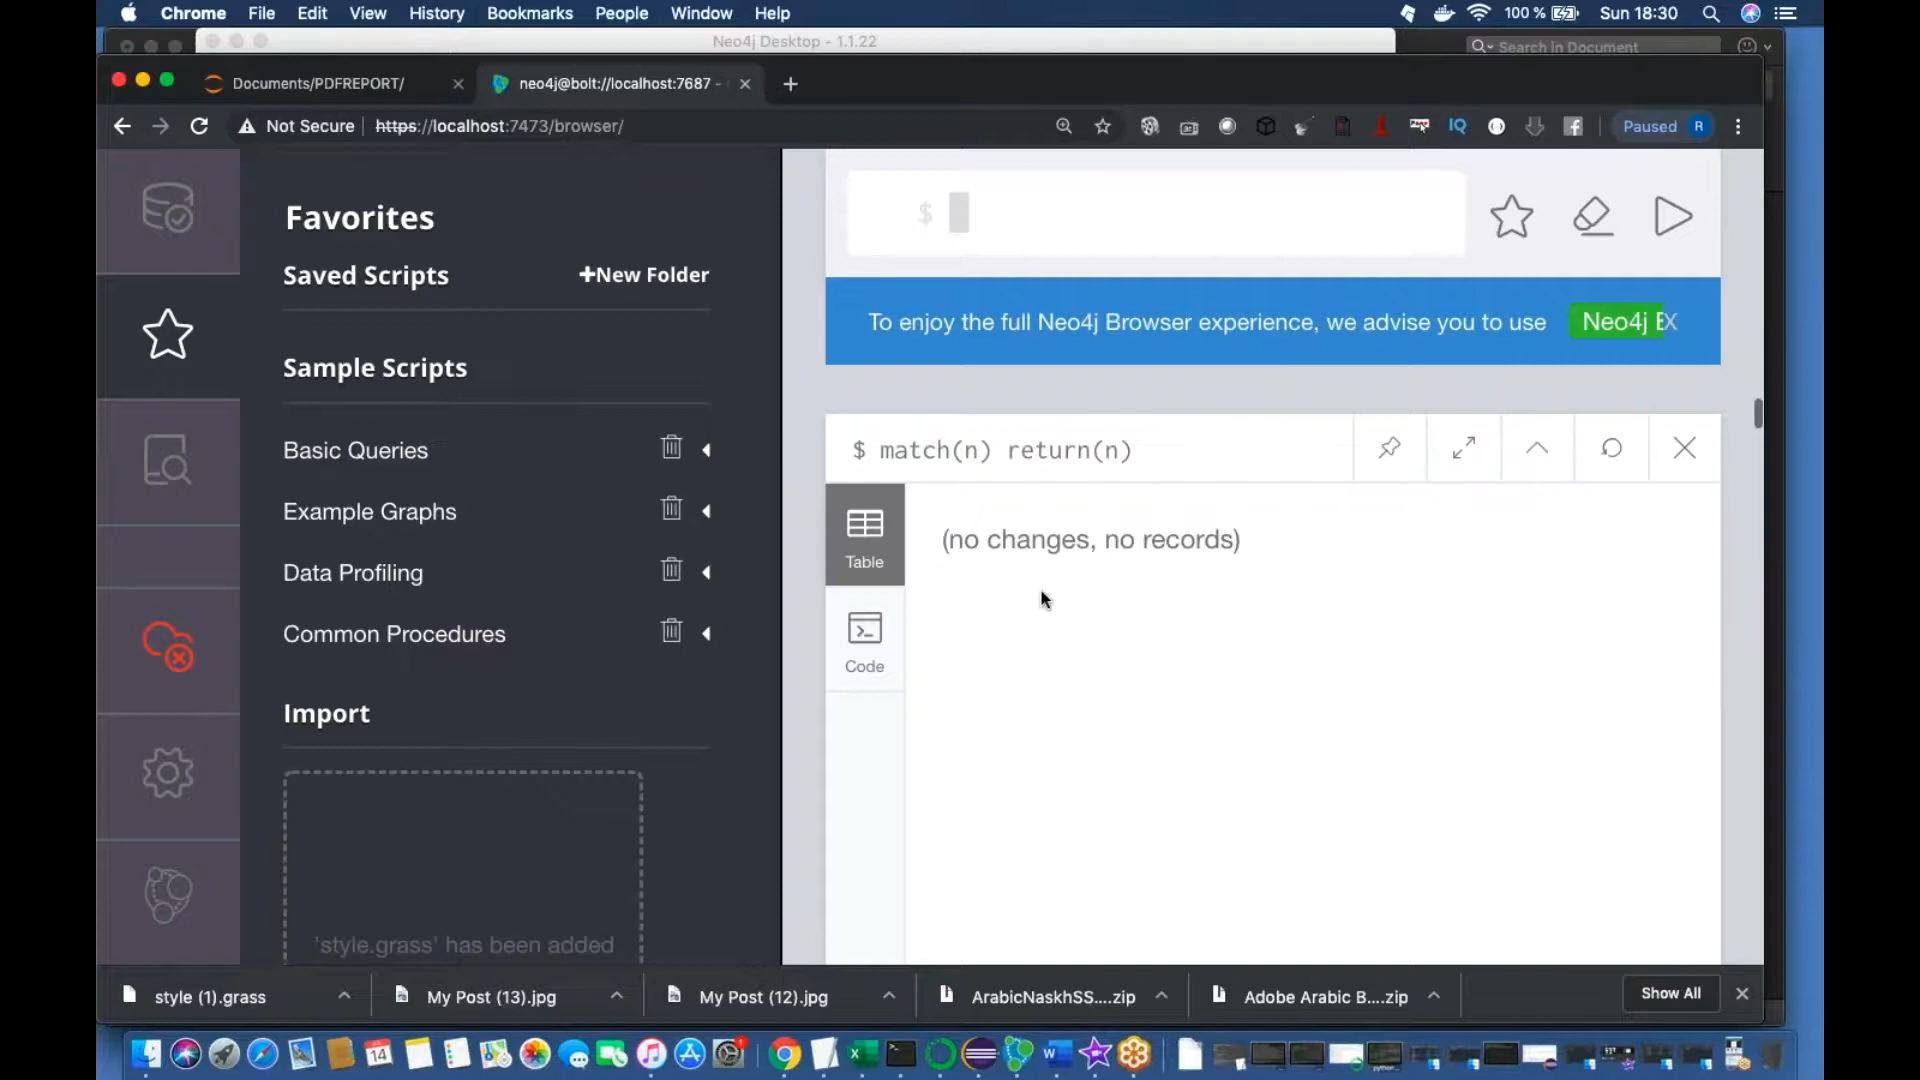 Chrome File Edit View History Bookmarks People Window Help 100 % Sun 18:30
Neo4j Desktop - 1.1.22
Search in Document
Documents/PDFREPORT/ neo4j@bolt://localhost:7687 -
Not Secure https://localhost:7473/browser/ Paused R
Favorites
Saved Scripts +New Folder
Sample Scripts
Basic Queries
Example Graphs
Data Profiling
Common Procedures
Import
'style.grass' has been added
$
To enjoy the full Neo4j Browser experience, we advise you to use Neo4j E X
$ match(n) return(n)
Table
(no changes, no records)
Code
style (1).grass My Post (13).jpg My Post (12).jpg ArabicNaskhSS....zip Adobe Arabic B....zip Show All
14